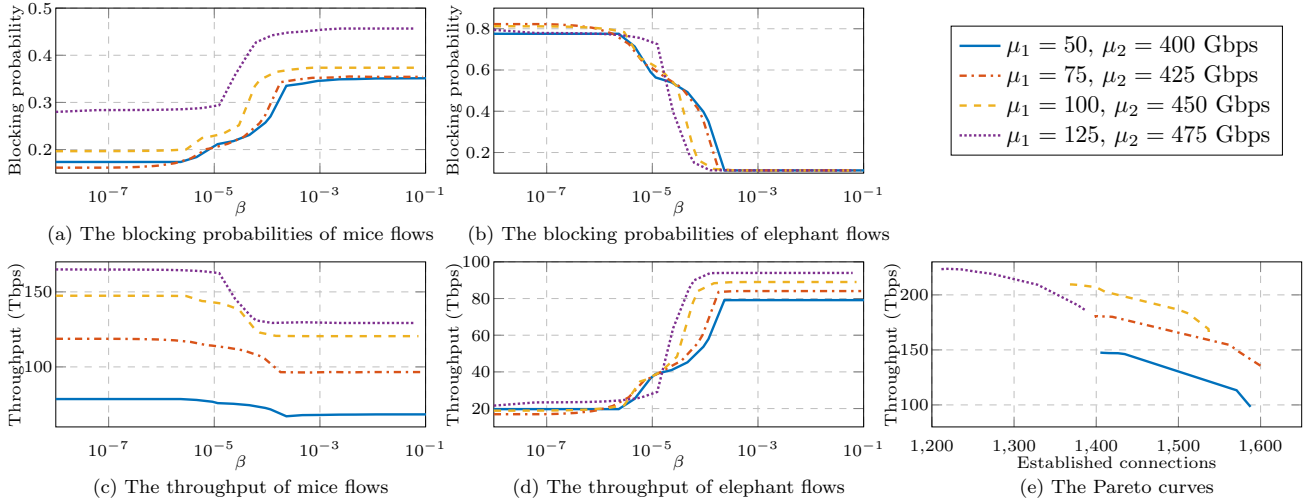 0.5
0.4
0.3
0.2
Blocking probability
10⁻⁷
10⁻⁵
10⁻³
10⁻¹
β
(a) The blocking probabilities of mice flows
0.8
0.6
0.4
0.2
Blocking probability
10⁻⁷
10⁻⁵
10⁻³
10⁻¹
β
(b) The blocking probabilities of elephant flows
μ₁ = 50, μ₂ = 400 Gbps
μ₁ = 75, μ₂ = 425 Gbps
μ₁ = 100, μ₂ = 450 Gbps
μ₁ = 125, μ₂ = 475 Gbps
150
100
Throughput (Tbps)
10⁻⁷
10⁻⁵
10⁻³
10⁻¹
β
(c) The throughput of mice flows
100
80
60
40
20
Throughput (Tbps)
10⁻⁷
10⁻⁵
10⁻³
10⁻¹
β
(d) The throughput of elephant flows
200
150
100
Throughput (Tbps)
1,200
1,300
1,400
1,500
1,600
Established connections
(e) The Pareto curves